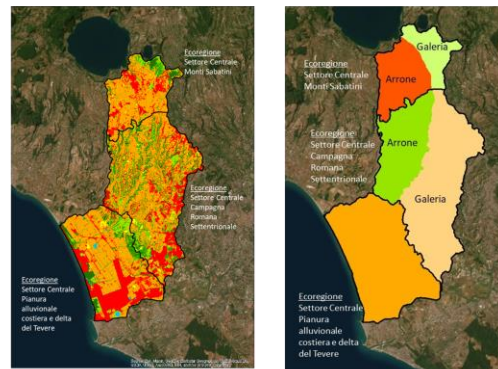 Ecoregione
Settore Centrale
Monti Sabatini
Ecoregione
Settore Centrale
Campagna
Romana
Settentrionale
Ecoregione
Settore Centrale
Pianura
alluvionale
costiera e delta
del Tevere
Galeria
Arrone
Ecoregione
Settore Centrale
Monti Sabatini
Arrone
Ecoregione
Settore Centrale
Campagna
Romana
Settentrionale
Galeria
Ecoregione
Settore Centrale
Pianura
alluvionale
costiera e delta
del Tevere